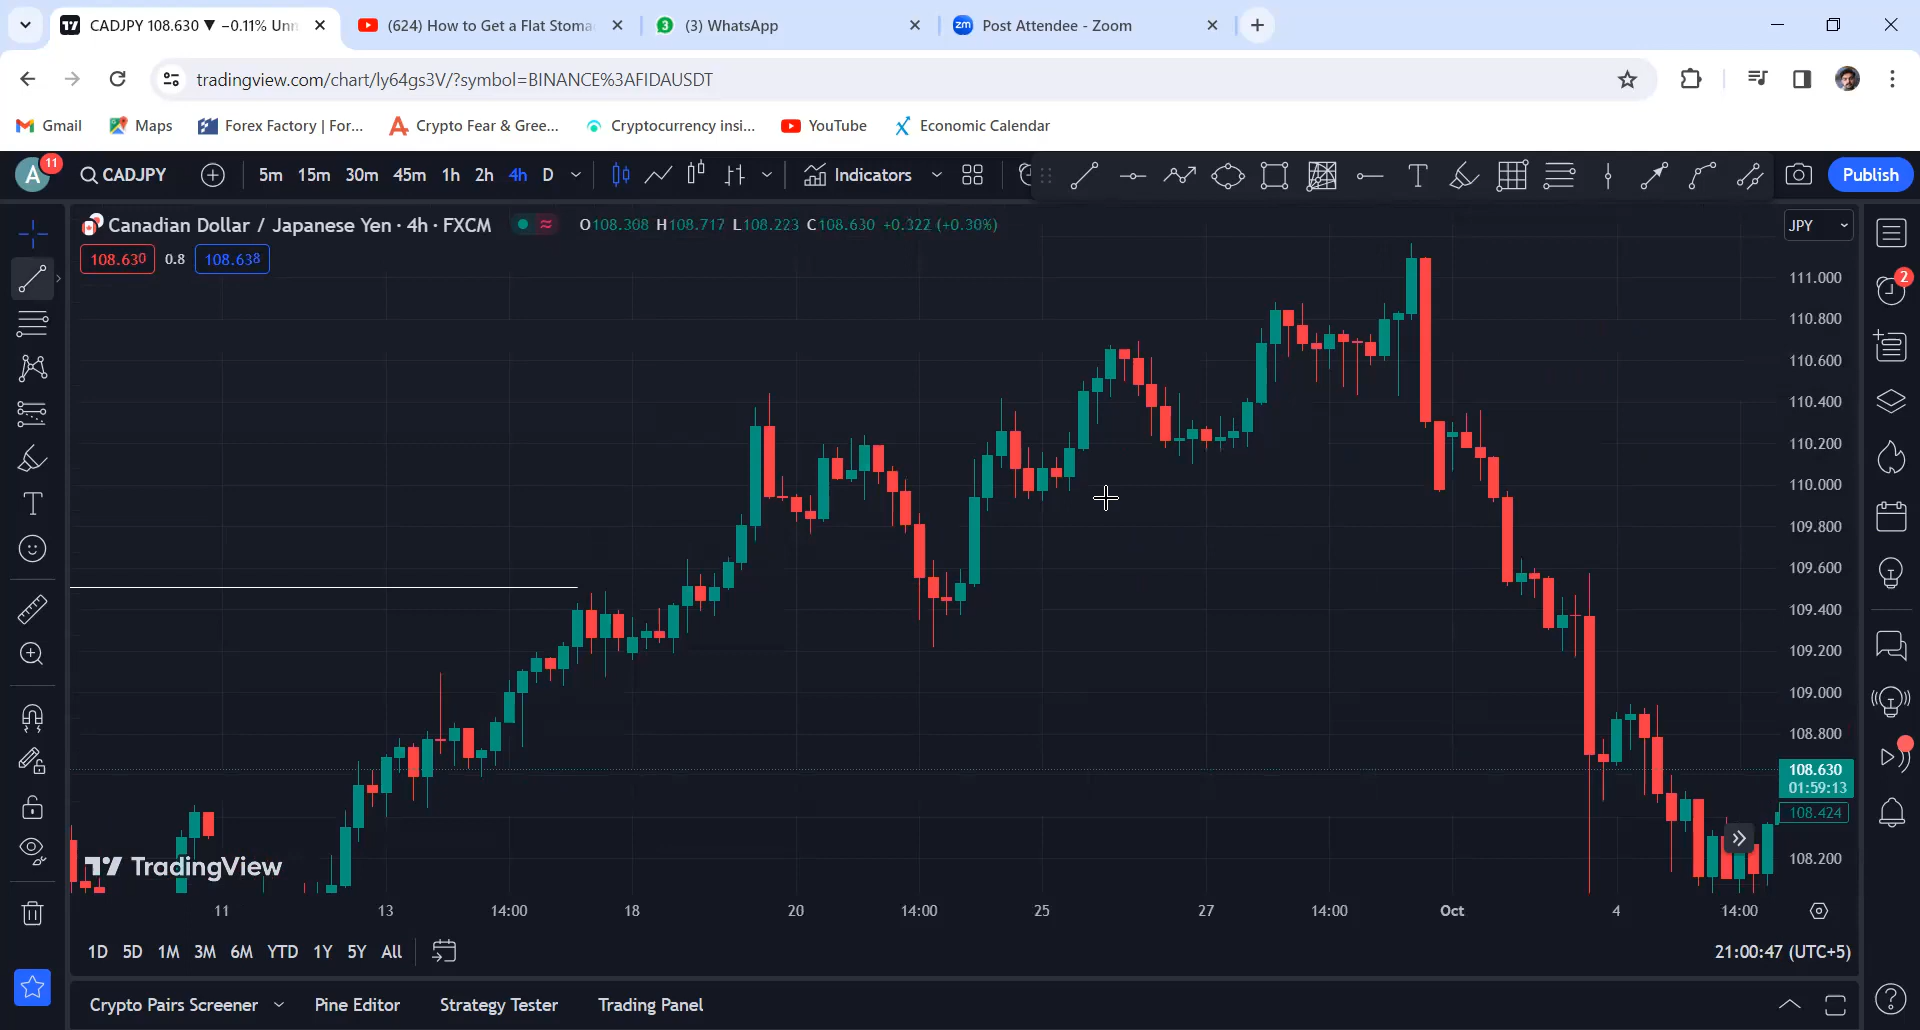 CADJPY 108.630 ▼ −0.11% Unn
(624) How to Get a Flat Stoma
3
(3) WhatsApp
zm
Post Attendee - Zoom
tradingview.com/chart/ly64gs3V/?symbol=BINANCE%3AFIDAUSDT
Gmail
Maps
Forex Factory | For...
Crypto Fear & Gree...
Cryptocurrency insi...
YouTube
Economic Calendar
A
11
CADJPY
5m
15m
30m
45m
1h
2h
4h
D
Indicators
Publish
Canadian Dollar / Japanese Yen · 4h · FXCM
O108.308 H108.717 L108.223 C108.630 +0.322 (+0.30%)
JPY
108.630
0.8
108.638
2
111.000
110.800
110.600
110.400
110.200
110.000
109.800
109.600
109.400
109.200
109.000
108.800
108.630
01:59:13
108.424
108.200
TradingView
11
13
14:00
18
20
14:00
25
27
14:00
Oct
4
14:00
1D
5D
1M
3M
6M
YTD
1Y
5Y
All
21:00:47 (UTC+5)
Crypto Pairs Screener
Pine Editor
Strategy Tester
Trading Panel